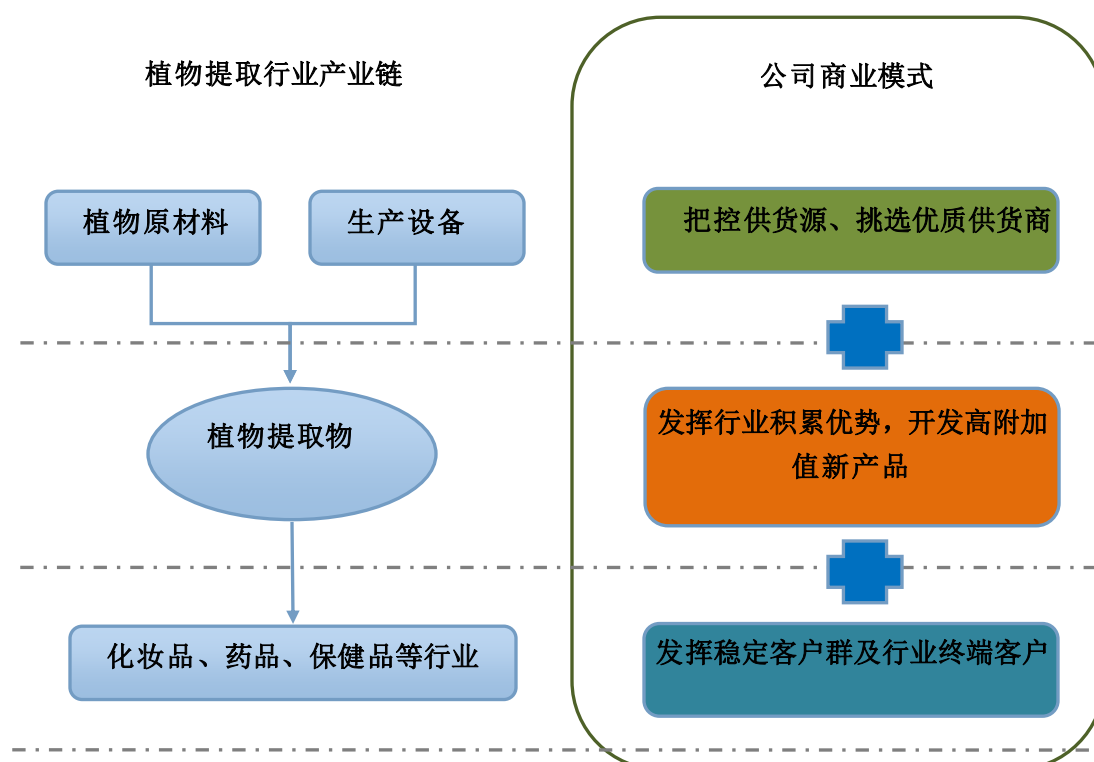 植物提取行业产业链
公司商业模式
植物原材料
生产设备
把控供货源、挑选优质供货商
植物提取物
发挥行业积累优势，开发高附加
值新产品
化妆品、药品、保健品等行业
发挥稳定客户群及行业终端客户